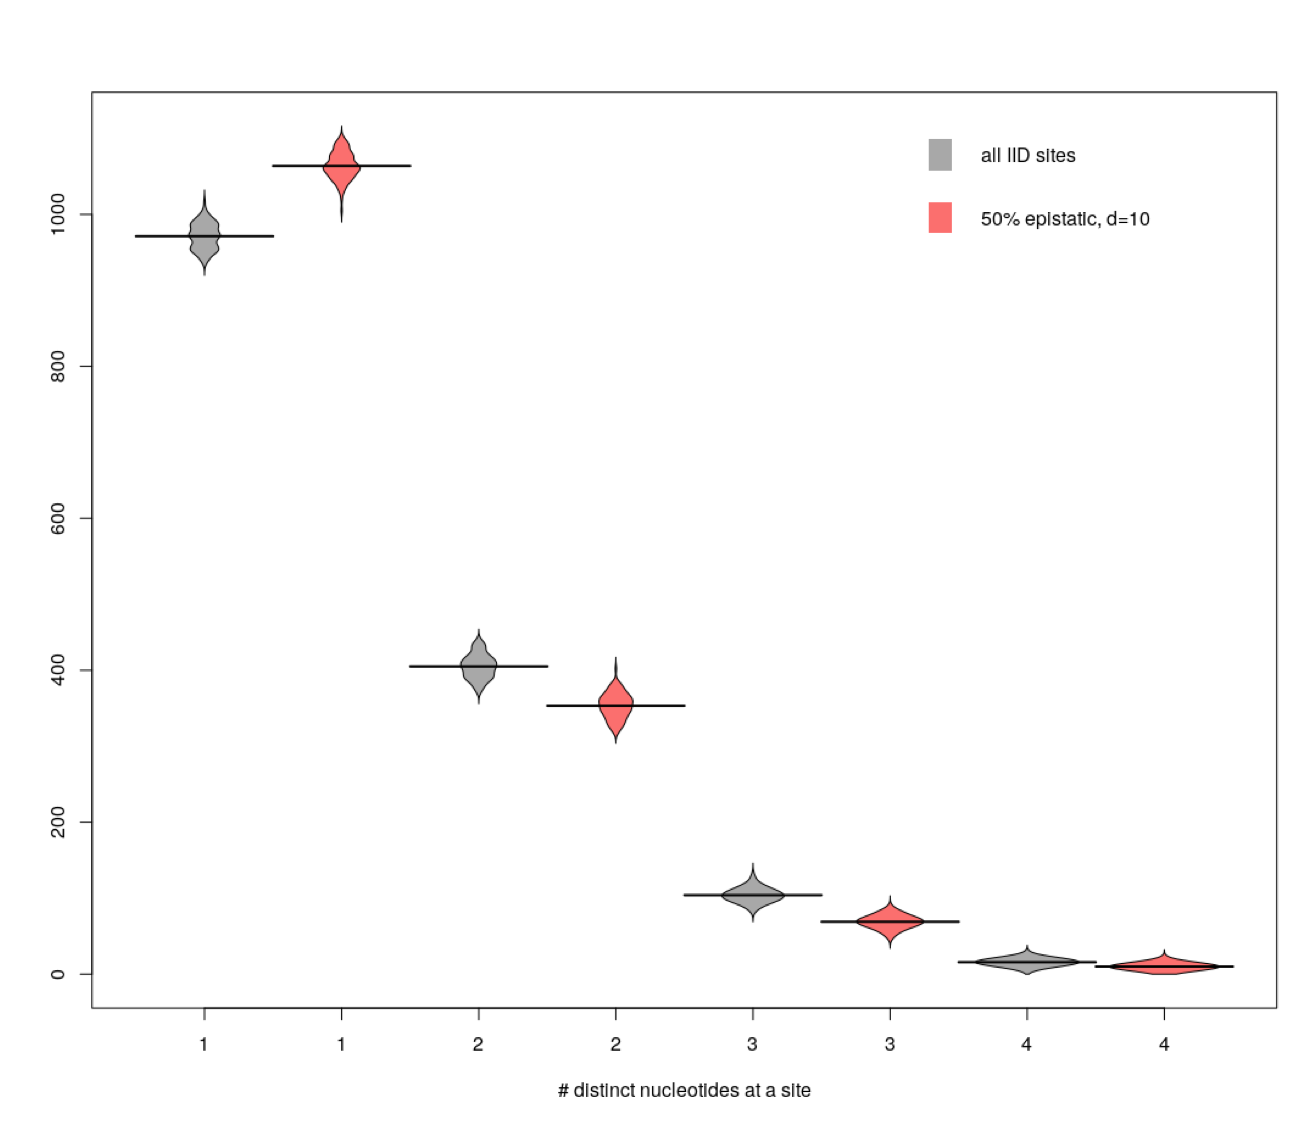 all IID sites
50% epistatic, d=10
1000
800
600
400
200
0
1 1 2 2 3 3 4 4
# distinct nucleotides at a site